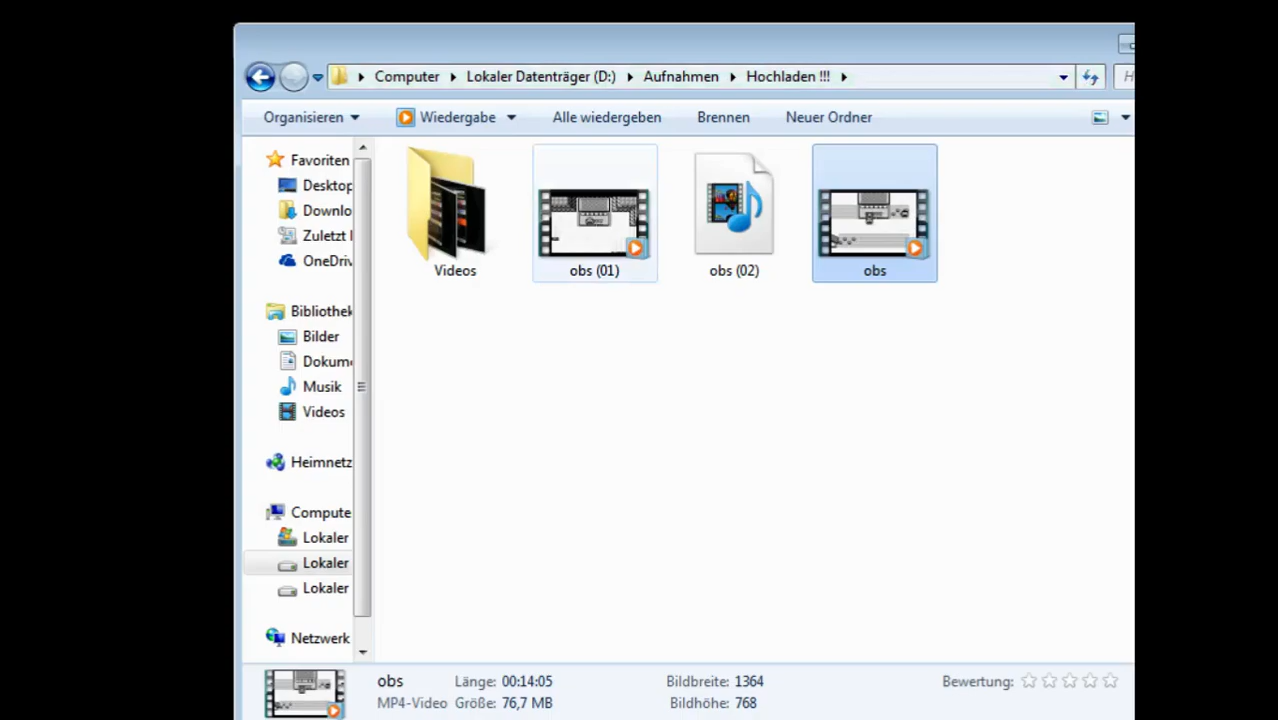 Computer Lokaler Datenträger (D:) Aufnahmen Hochladen !!!
Organisieren Wiedergabe Alle wiedergeben Brennen Neuer Ordner
Favoriten
Desktop
Downlo
Zuletzt
OneDriv
Bibliothek
Bilder
Dokume
Musik
Videos
Heimnetz
Compute
Lokaler
Lokaler
Lokaler
Netzwerk
Videos
obs (01)
obs (02)
obs
obs Länge: 00:14:05 Bildbreite: 1364 Bewertung:
MP4-Video Größe: 76,7 MB Bildhöhe: 768